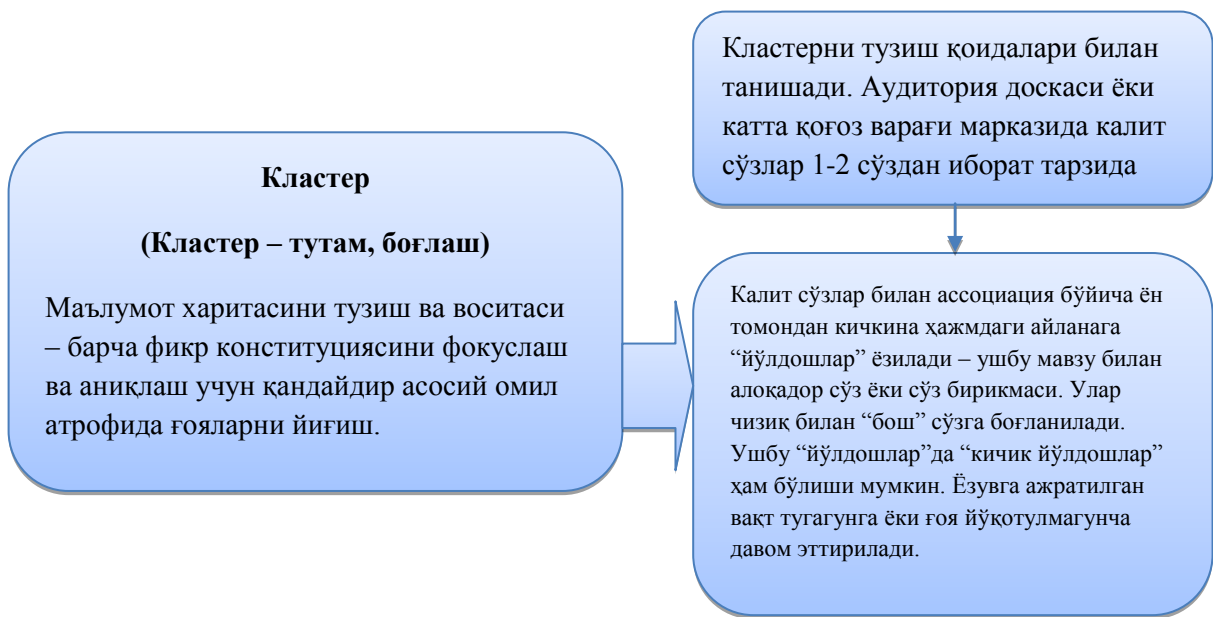 Кластер
(Кластер – тутам, боғлаш)
Маълумот харитасини тузиш ва воситаси
– барча фикр конституциясини фокуслаш
ва аниқлаш учун қандайдир асосий омил
атрофида ғояларни йиғиш.
Кластерни тузиш қоидалари билан
танишади. Аудитория доскаси ёки
катта қоғоз варағи марказида калит
сўзлар 1-2 сўздан иборат тарзида
Калит сўзлар билан ассоциация бўйича ён
томондан кичкина ҳажмдаги айланага
“йўлдошлар” ёзилади – ушбу мавзу билан
алоқадор сўз ёки сўз бирикмаси. Улар
чизиқ билан “бош” сўзга боғланилади.
Ушбу “йўлдошлар”да “кичик йўлдошлар”
ҳам бўлиши мумкин. Ёзувга ажратилган
вақт тугагунга ёки ғоя йўқотулмагунча
давом эттирилади.